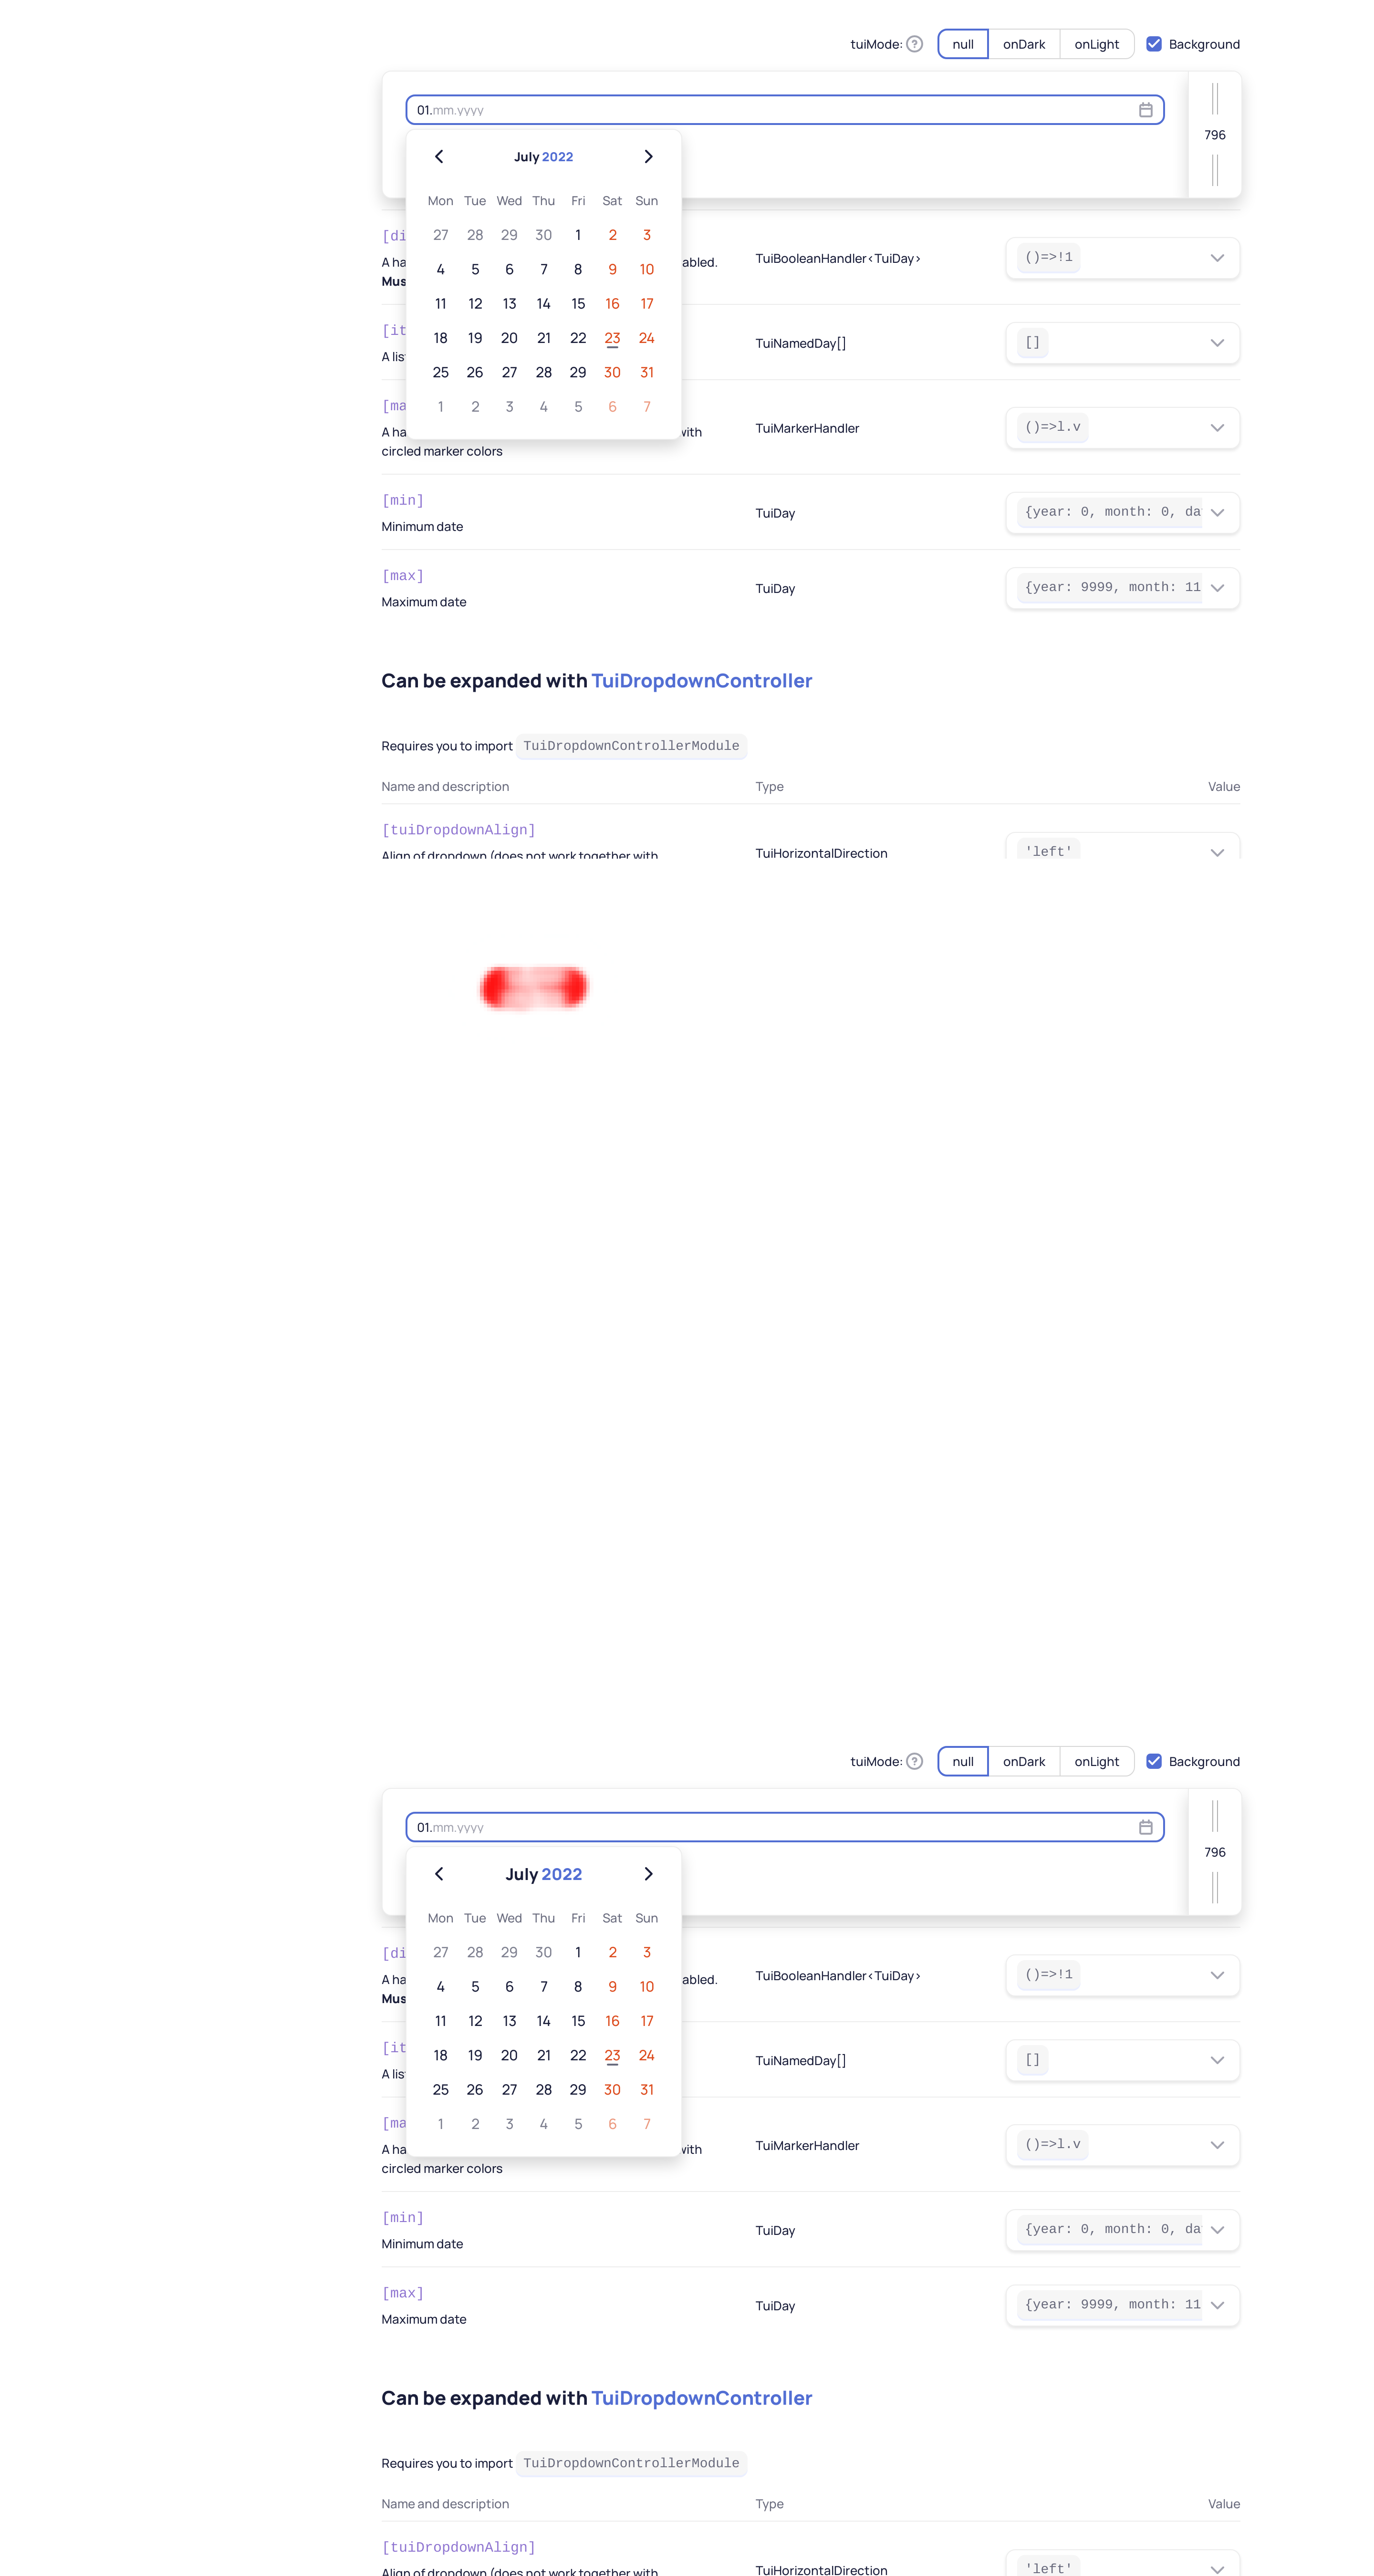 tuiMode: ? null onDark onLight Background
01.mm.yyyy
796
July 2022
Mon Tue Wed Thu Fri Sat Sun
27 28 29 30 1 2 3
4 5 6 7 8 9 10
11 12 13 14 15 16 17
18 19 20 21 22 23 24
25 26 27 28 29 30 31
1 2 3 4 5 6 7
[di
A ha abled.
Mus
TuiBooleanHandler<TuiDay>
()=>!1
[it
A lis
TuiNamedDay[]
[]
[ma
A ha with
circled marker colors
TuiMarkerHandler
()=>l.v
[min]
Minimum date
TuiDay
{year: 0, month: 0, da
[max]
Maximum date
TuiDay
{year: 9999, month: 11
Can be expanded with TuiDropdownController
Requires you to import TuiDropdownControllerModule
Name and description Type Value
[tuiDropdownAlign]
Align of dropdown (does not work together with
TuiHorizontalDirection
'left'
tuiMode: ? null onDark onLight Background
01.mm.yyyy
796
July 2022
Mon Tue Wed Thu Fri Sat Sun
27 28 29 30 1 2 3
4 5 6 7 8 9 10
11 12 13 14 15 16 17
18 19 20 21 22 23 24
25 26 27 28 29 30 31
1 2 3 4 5 6 7
[di
A ha abled.
Mus
TuiBooleanHandler<TuiDay>
()=>!1
[it
A lis
TuiNamedDay[]
[]
[ma
A ha with
circled marker colors
TuiMarkerHandler
()=>l.v
[min]
Minimum date
TuiDay
{year: 0, month: 0, da
[max]
Maximum date
TuiDay
{year: 9999, month: 11
Can be expanded with TuiDropdownController
Requires you to import TuiDropdownControllerModule
Name and description Type Value
[tuiDropdownAlign]
Align of dropdown (does not work together with
TuiHorizontalDirection
'left'